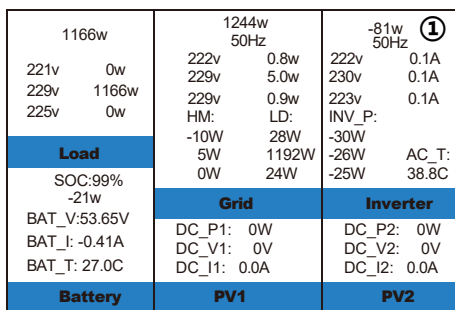 1166w
221v 0w
229v 1166w
225v 0w
Load
SOC:99%
-21w
BAT_V:53.65V
BAT_I: -0.41A
BAT_T: 27.0C
Battery
1244w
50Hz
222v 0.8w
229v 5.0w
229v 0.9w
HM: LD:
-10W 28W
5W 1192W
0W 24W
Grid
DC_P1: 0W
DC_V1: 0V
DC_I1: 0.0A
PV1
-81w ①
50Hz
222v 0.1A
230v 0.1A
223v 0.1A
INV_P:
-30W
-26W AC_T:
-25W 38.8C
Inverter
DC_P2: 0W
DC_V2: 0V
DC_I2: 0.0A
PV2